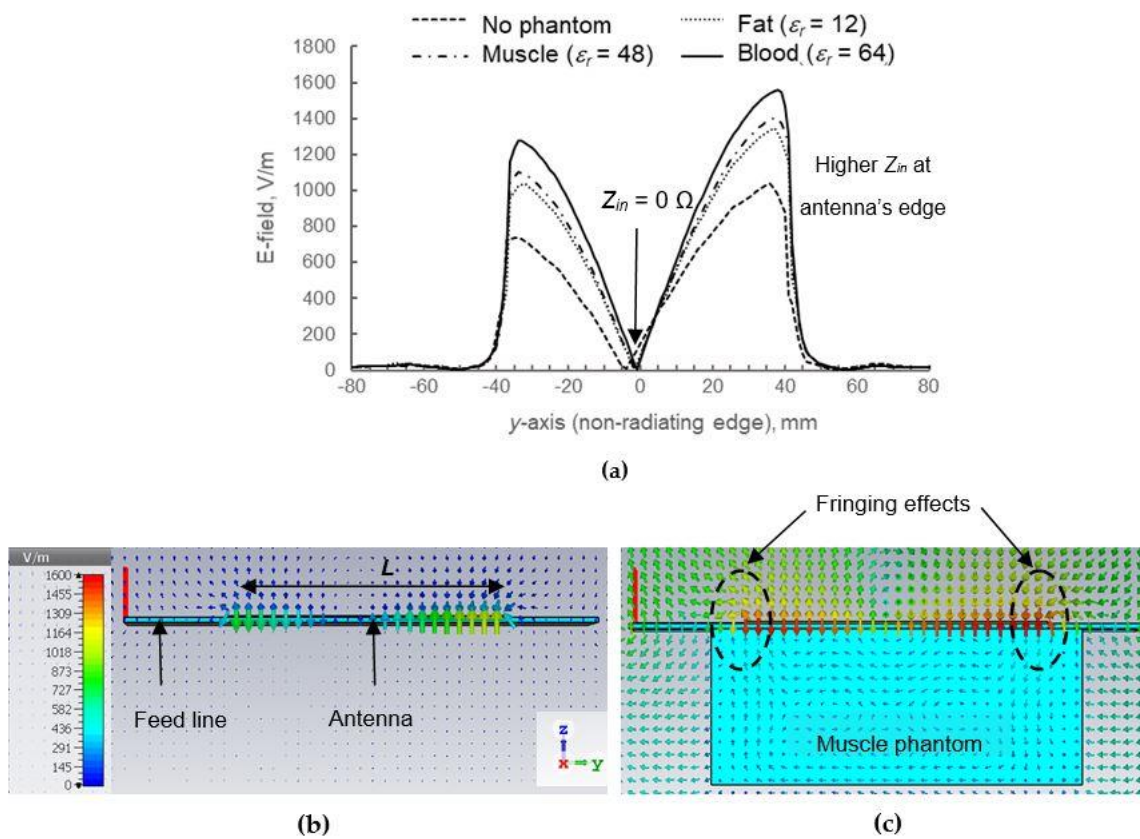 No phantom
Fat (εr = 12)
Muscle (εr = 48)
Blood (εr = 64)
1800
1600
1400
1200
1000
800
600
400
200
0
E-field, V/m
Zin = 0 Ω
Higher Zin at
antenna's edge
-80 -60 -40 -20 0 20 40 60 80
y-axis (non-radiating edge), mm
(a)
Fringing effects
V/m
1600
1455
1309
1164
1018
873
727
582
436
291
145
0
L
Feed line
Antenna
z
x
y
Muscle phantom
(b)
(c)